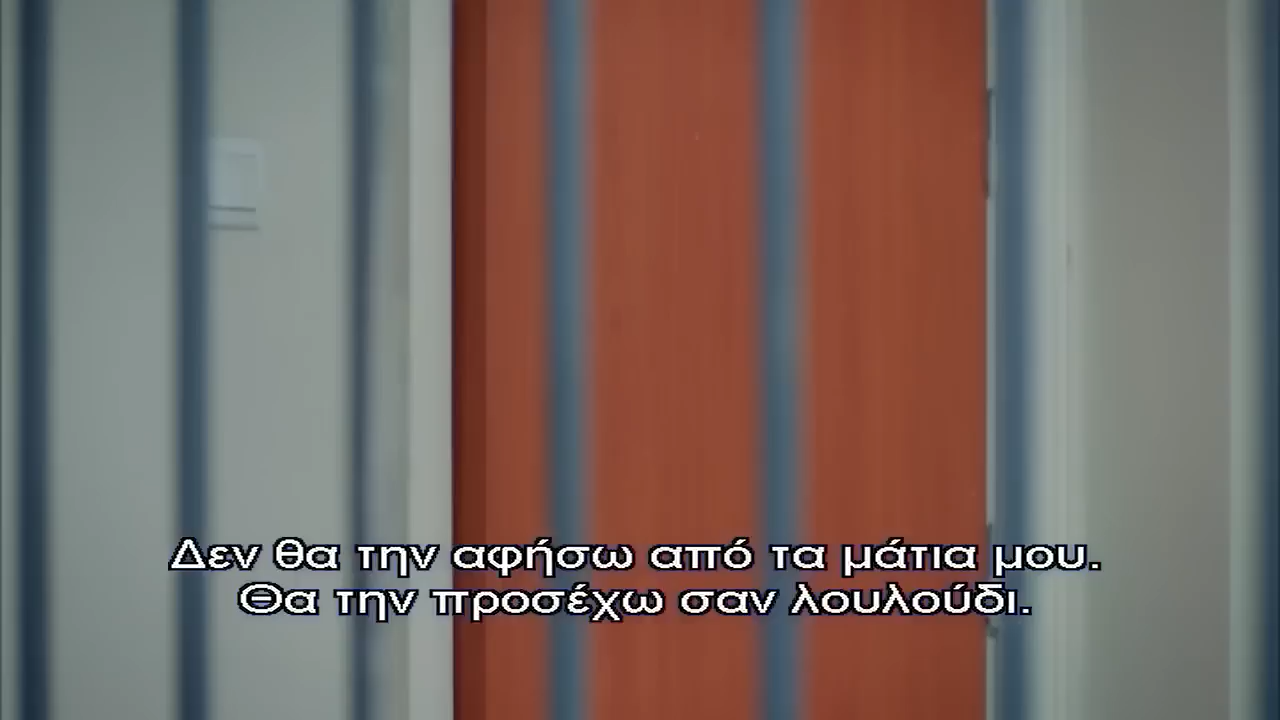 Δεν θα την αφήσω από τα μάτια μου.
Θα την προσέχω σαν λουλούδι.